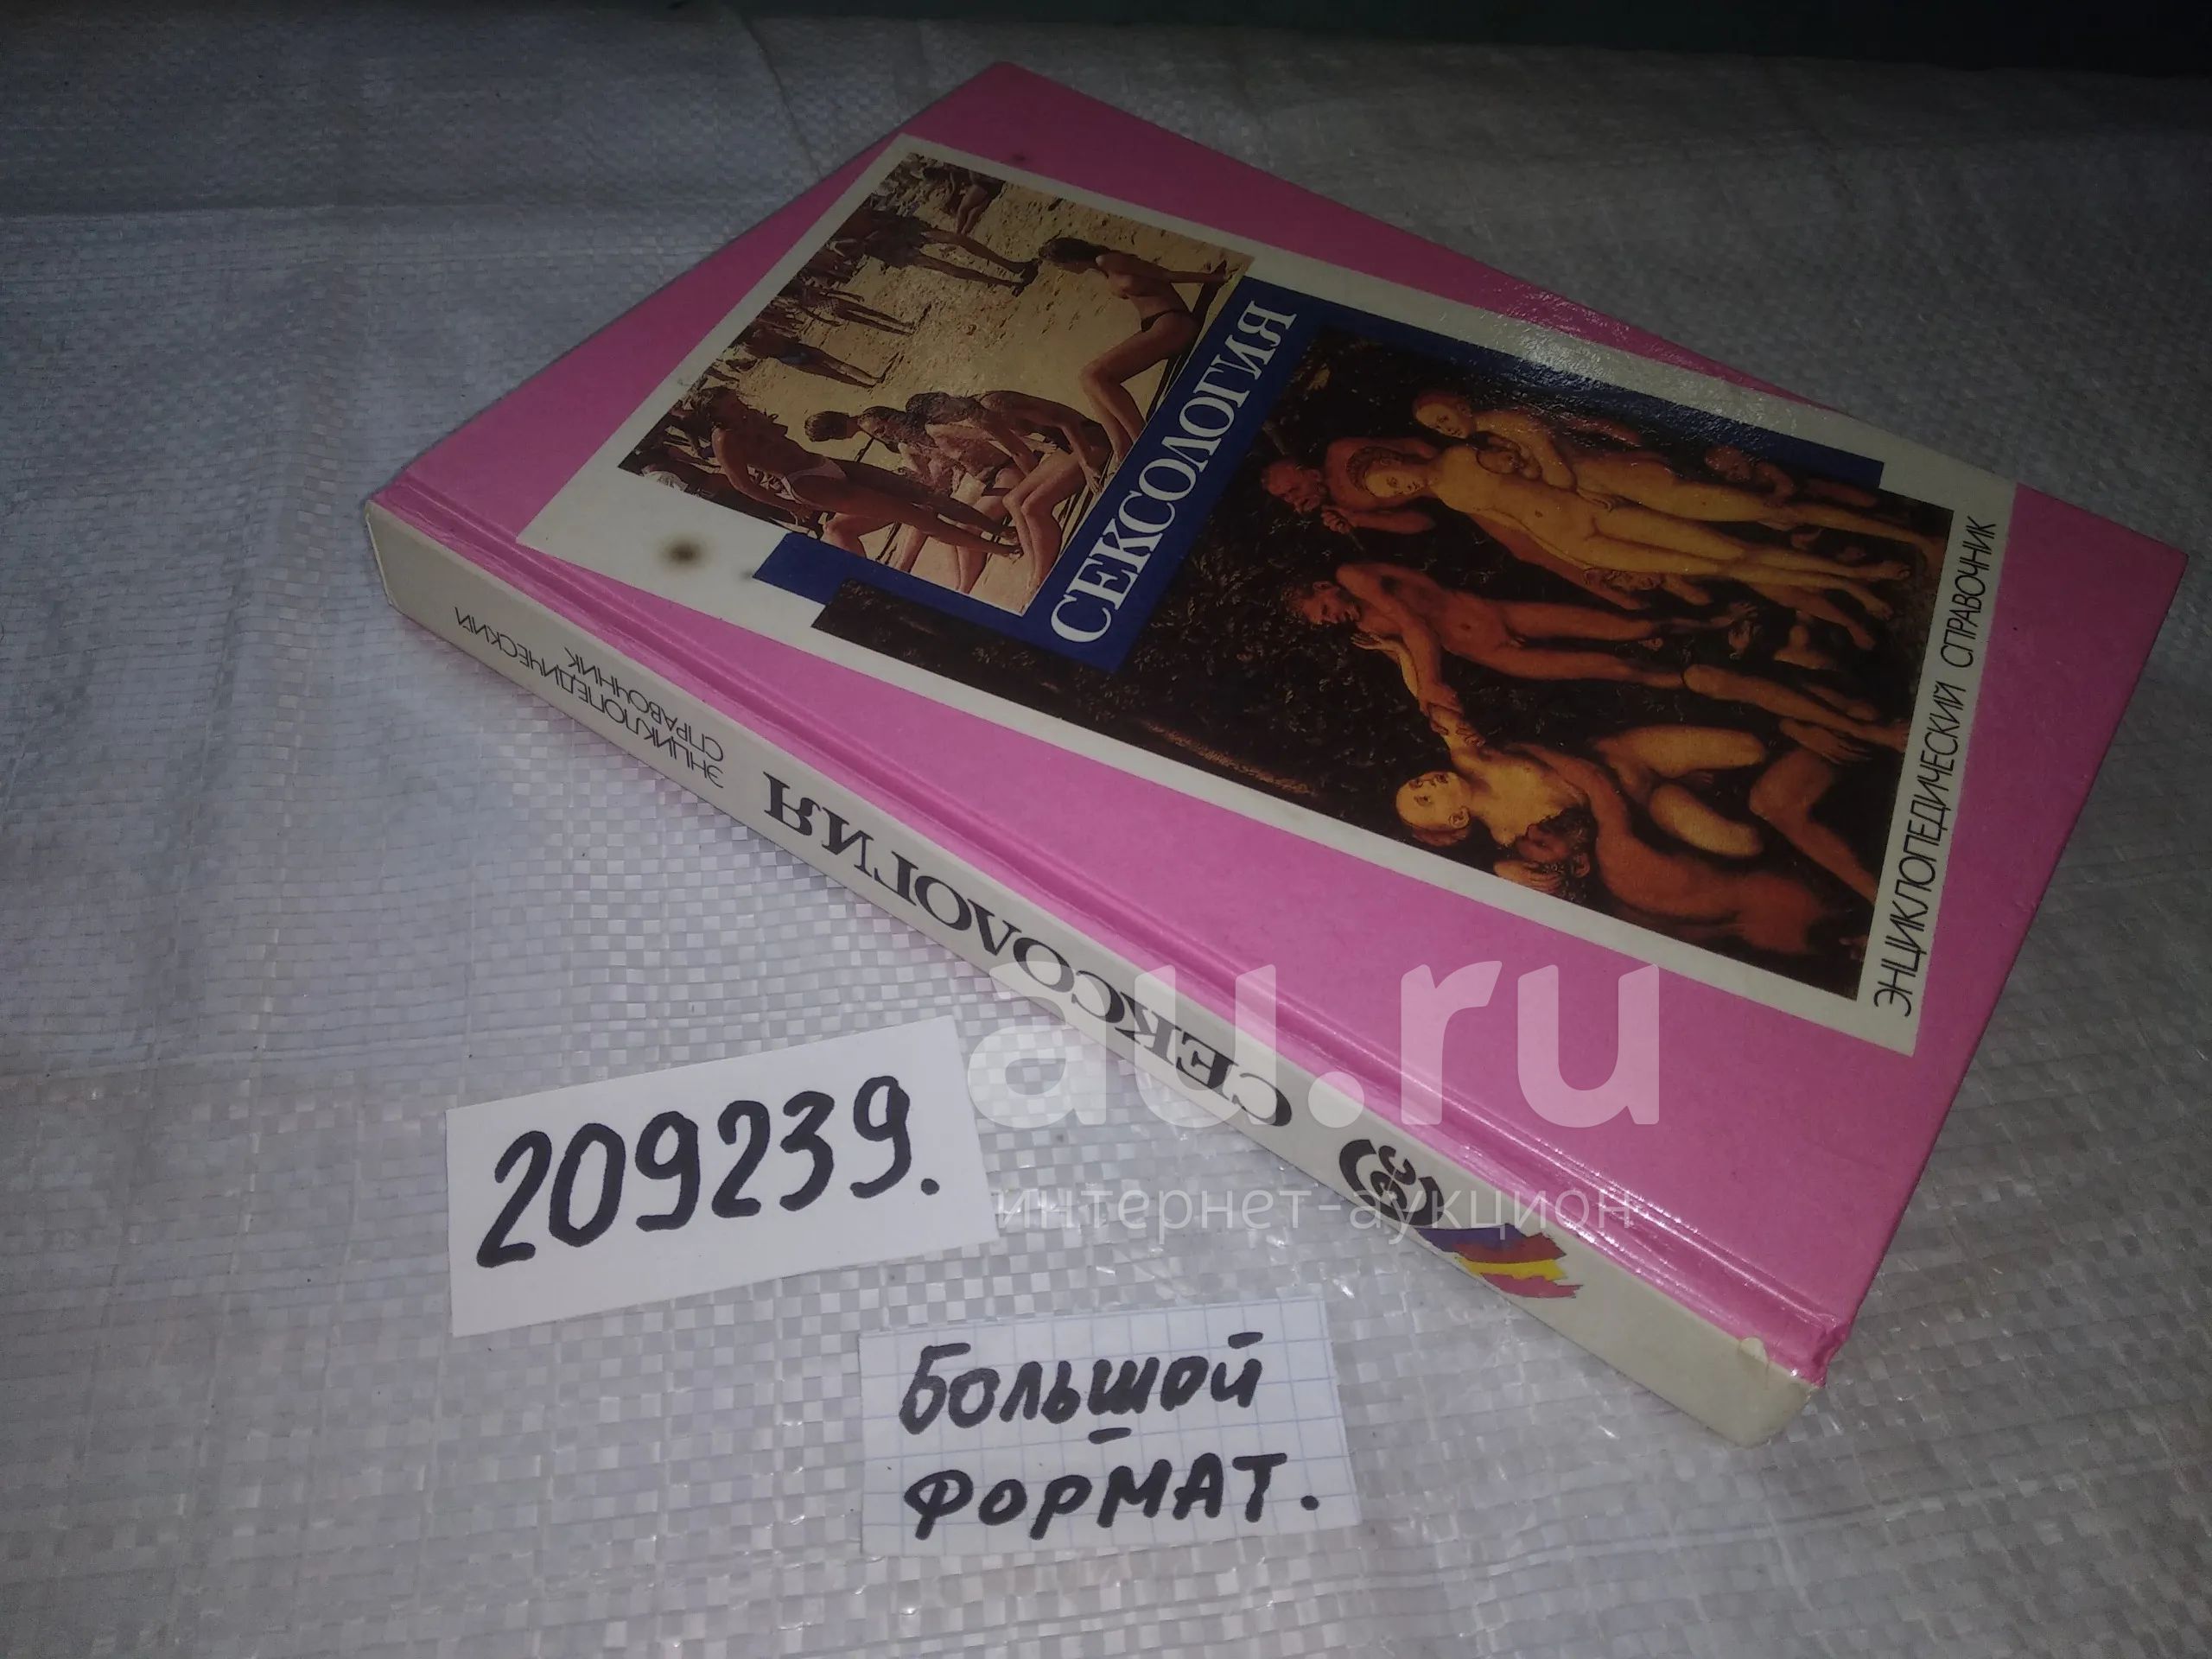 СЕКСОЛОГИЯ
ЭНЦИКЛОПЕДИЧЕСКИЙ СПРАВОЧНИК
ЭНЦИКЛОПЕДИЧЕСКИЙ
СПРАВОЧНИК
СЕКСОЛОГИЯ
au.ru
интернет-аукцион
209239.
БОЛЬШОЙ
ФОРМАТ.